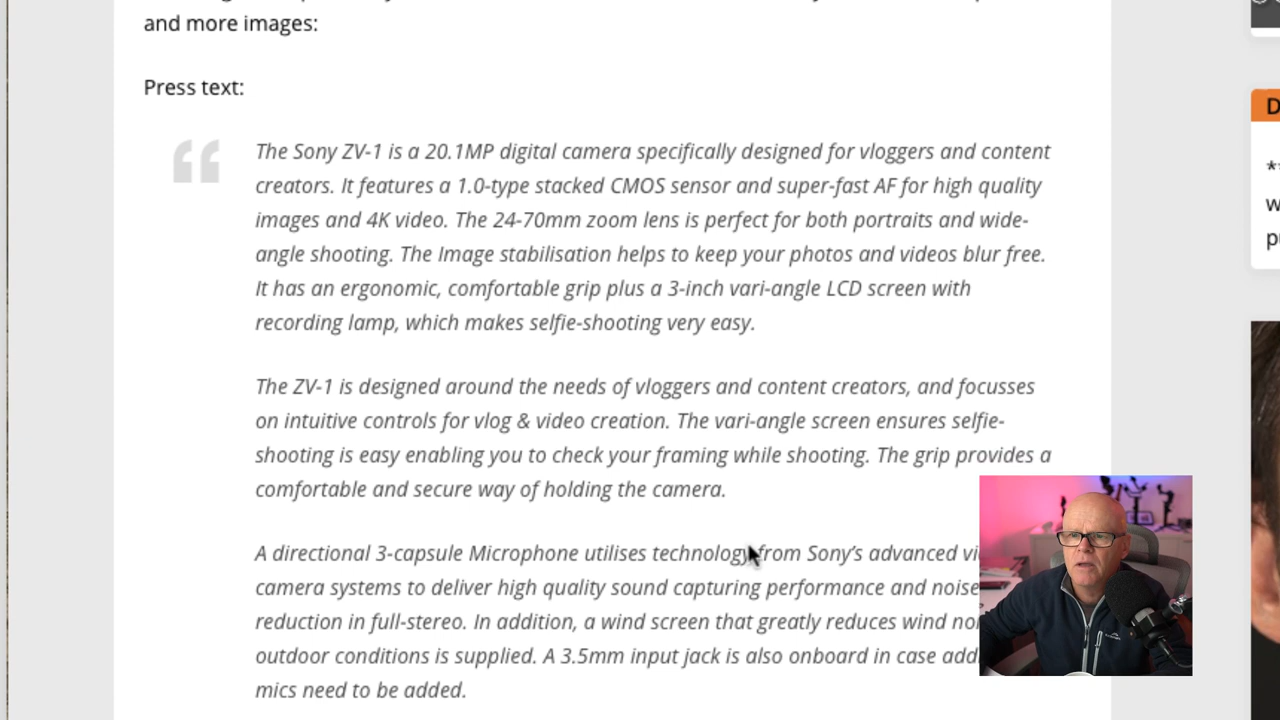 and more images:
Press text:
The Sony ZV-1 is a 20.1MP digital camera specifically designed for vloggers and content
creators. It features a 1.0-type stacked CMOS sensor and super-fast AF for high quality
images and 4K video. The 24-70mm zoom lens is perfect for both portraits and wide-
angle shooting. The Image stabilisation helps to keep your photos and videos blur free.
It has an ergonomic, comfortable grip plus a 3-inch vari-angle LCD screen with
recording lamp, which makes selfie-shooting very easy.
The ZV-1 is designed around the needs of vloggers and content creators, and focusses
on intuitive controls for vlog & video creation. The vari-angle screen ensures selfie-
shooting is easy enabling you to check your framing while shooting. The grip provides a
comfortable and secure way of holding the camera.
A directional 3-capsule Microphone utilises technology from Sony's advanced
camera systems to deliver high quality sound capturing performance and noise
reduction in full-stereo. In addition, a wind screen that greatly reduces wind
outdoor conditions is supplied. A 3.5mm input jack is also onboard in case
mics need to be added.
D